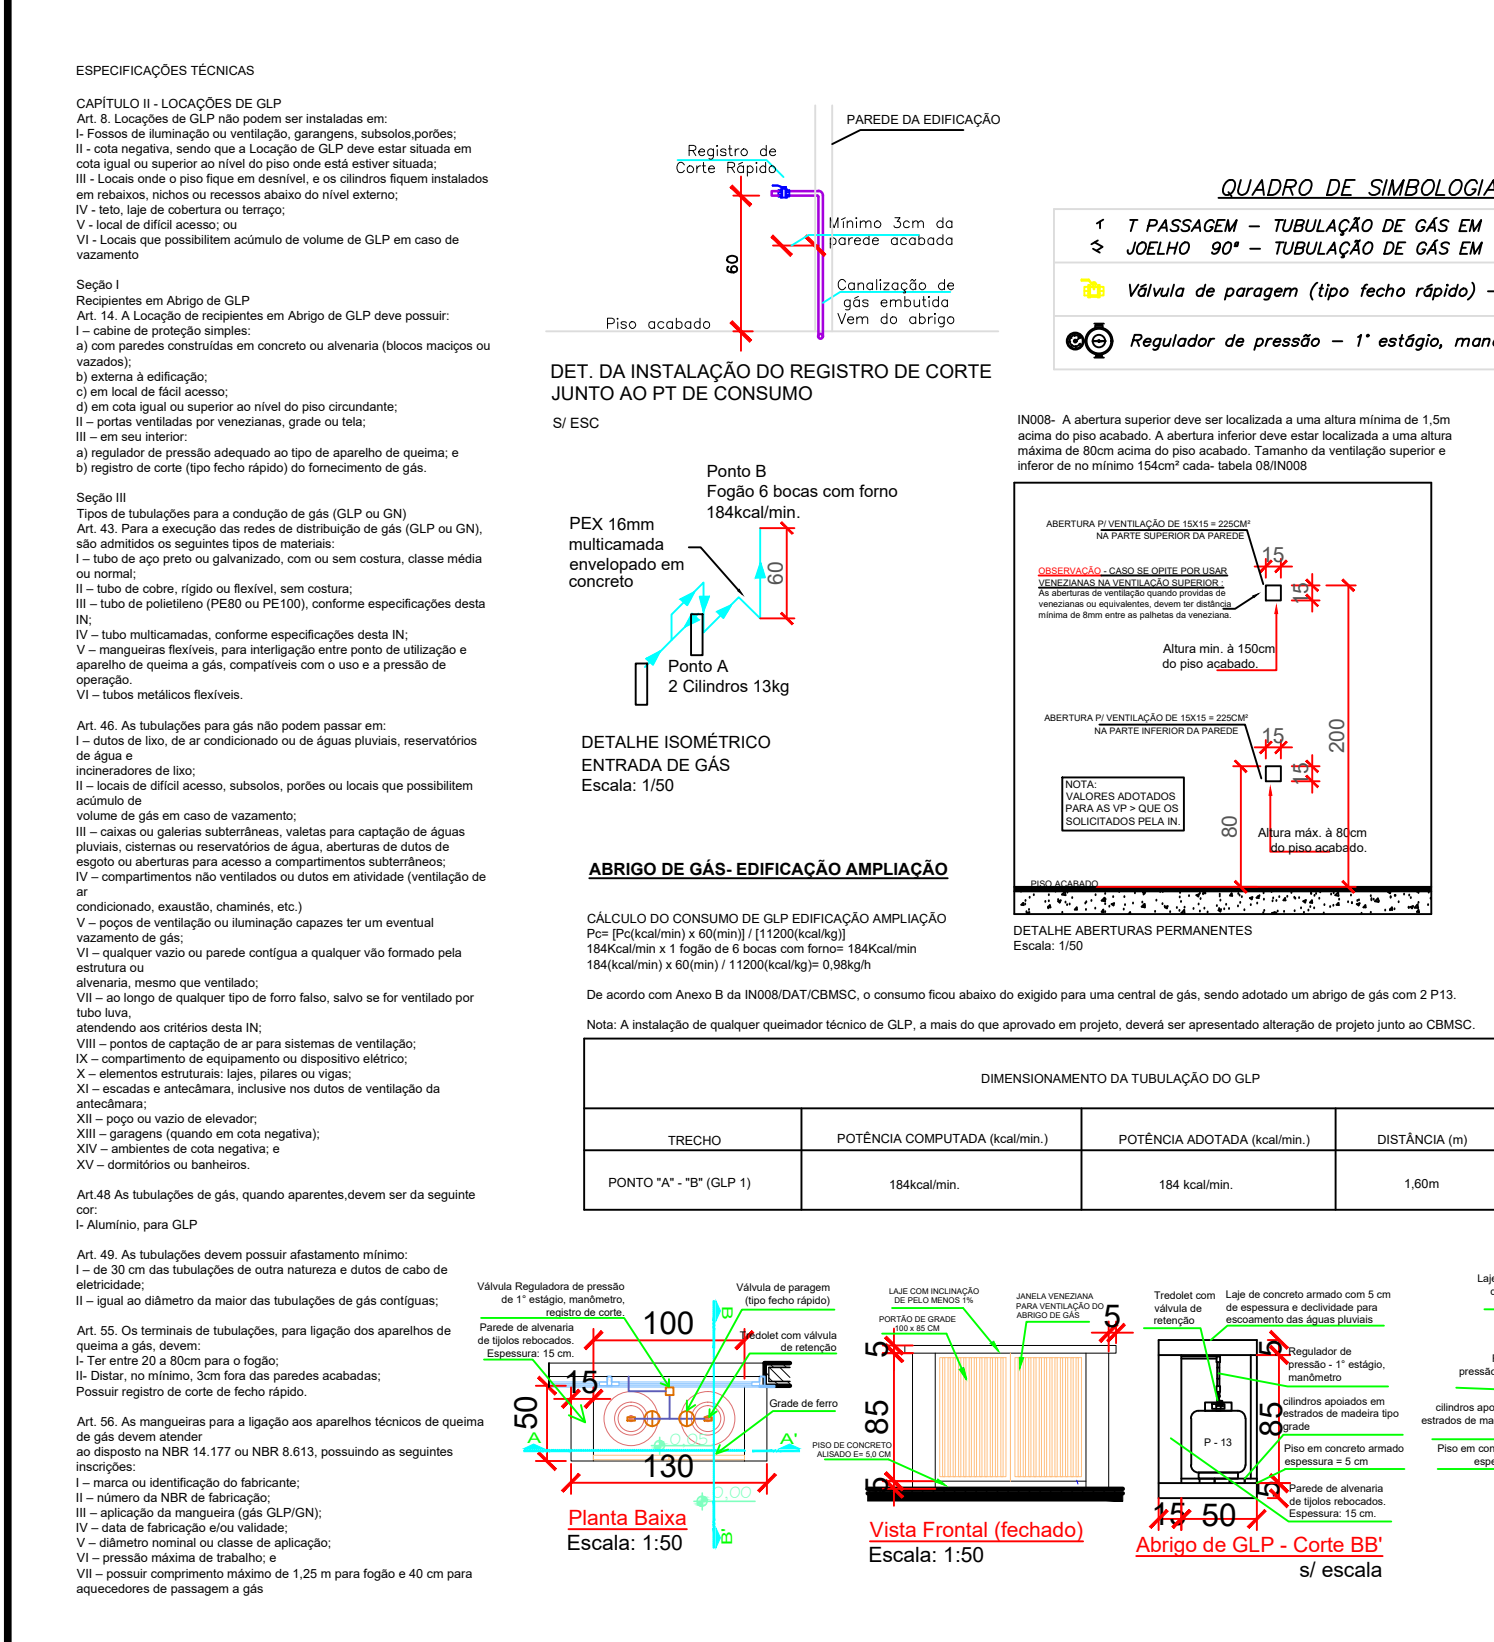 ESPECIFICAÇÕES TÉCNICAS
CAPÍTULO II - LOCAÇÕES DE GLP
Art. 8. Locações de GLP não podem ser instaladas em:
I- Fossos de iluminação ou ventilação, garangens, subsolos,porões;
II - cota negativa, sendo que a Locação de GLP deve estar situada em
cota igual ou superior ao nível do piso onde está estiver situada;
III - Locais onde o piso fique em desnível, e os cilindros fiquem instalados
em rebaixos, nichos ou recessos abaixo do nível externo;
IV - teto, laje de cobertura ou terraço;
V - local de difícil acesso; ou
VI - Locais que possibilitem acúmulo de volume de GLP em caso de
vazamento
Seção I
Recipientes em Abrigo de GLP
Art. 14. A Locação de recipientes em Abrigo de GLP deve possuir:
I – cabine de proteção simples:
a) com paredes construídas em concreto ou alvenaria (blocos maciços ou
vazados);
b) externa à edificação;
c) em local de fácil acesso;
d) em cota igual ou superior ao nível do piso circundante;
II – portas ventiladas por venezianas, grade ou tela;
III – em seu interior:
a) regulador de pressão adequado ao tipo de aparelho de queima; e
b) registro de corte (tipo fecho rápido) do fornecimento de gás.
Seção III
Tipos de tubulações para a condução de gás (GLP ou GN)
Art. 43. Para a execução das redes de distribuição de gás (GLP ou GN),
são admitidos os seguintes tipos de materiais:
I – tubo de aço preto ou galvanizado, com ou sem costura, classe média
ou normal;
II – tubo de cobre, rígido ou flexível, sem costura;
III – tubo de polietileno (PE80 ou PE100), conforme especificações desta
IN;
IV – tubo multicamadas, conforme especificações desta IN;
V – mangueiras flexíveis, para interligação entre ponto de utilização e
aparelho de queima a gás, compatíveis com o uso e a pressão de
operação.
VI – tubos metálicos flexíveis.
Art. 46. As tubulações para gás não podem passar em:
I – dutos de lixo, de ar condicionado ou de águas pluviais, reservatórios
de água e
incineradores de lixo;
II – locais de difícil acesso, subsolos, porões ou locais que possibilitem
acúmulo de
volume de gás em caso de vazamento;
III – caixas ou galerias subterrâneas, valetas para captação de águas
pluviais, cisternas ou reservatórios de água, aberturas de dutos de
esgoto ou aberturas para acesso a compartimentos subterrâneos;
IV – compartimentos não ventilados ou dutos em atividade (ventilação de
ar
condicionado, exaustão, chaminés, etc.)
V – poços de ventilação ou iluminação capazes ter um eventual
vazamento de gás;
VI – qualquer vazio ou parede contígua a qualquer vão formado pela
estrutura ou
alvenaria, mesmo que ventilado;
VII – ao longo de qualquer tipo de forro falso, salvo se for ventilado por
tubo luva,
atendendo aos critérios desta IN;
VIII – pontos de captação de ar para sistemas de ventilação;
IX – compartimento de equipamento ou dispositivo elétrico;
X – elementos estruturais: lajes, pilares ou vigas;
XI – escadas e antecâmara, inclusive nos dutos de ventilação da
antecâmara;
XII – poço ou vazio de elevador;
XIII – garagens (quando em cota negativa);
XIV – ambientes de cota negativa; e
XV – dormitórios ou banheiros.
Art.48 As tubulações de gás, quando aparentes,devem ser da seguinte
cor:
I- Alumínio, para GLP
Art. 49. As tubulações devem possuir afastamento mínimo:
I – de 30 cm das tubulações de outra natureza e dutos de cabo de
eletricidade;
II – igual ao diâmetro da maior das tubulações de gás contíguas;
Art. 55. Os terminais de tubulações, para ligação dos aparelhos de
queima a gás, devem:
I- Ter entre 20 a 80cm para o fogão;
II- Distar, no mínimo, 3cm fora das paredes acabadas;
Possuir registro de corte de fecho rápido.
Art. 56. As mangueiras para a ligação aos aparelhos técnicos de queima
de gás devem atender
ao disposto na NBR 14.177 ou NBR 8.613, possuindo as seguintes
inscrições:
I – marca ou identificação do fabricante;
II – número da NBR de fabricação;
III – aplicação da mangueira (gás GLP/GN);
IV – data de fabricação e/ou validade;
V – diâmetro nominal ou classe de aplicação;
VI – pressão máxima de trabalho; e
VII – possuir comprimento máximo de 1,25 m para fogão e 40 cm para
aquecedores de passagem a gás
PAREDE DA EDIFICAÇÃO
Registro de
Corte Rápido
Mínimo 3cm da
parede acabada
60
Canalização de
gás embutida
Vem do abrigo
Piso acabado
DET. DA INSTALAÇÃO DO REGISTRO DE CORTE
JUNTO AO PT DE CONSUMO
S/ ESC
Ponto B
Fogão 6 bocas com forno
184kcal/min.
PEX 16mm
multicamada
envelopado em
concreto
60
Ponto A
2 Cilindros 13kg
DETALHE ISOMÉTRICO
ENTRADA DE GÁS
Escala: 1/50
QUADRO DE SIMBOLOGIA
T PASSAGEM – TUBULAÇÃO DE GÁS EM
JOELHO 90° – TUBULAÇÃO DE GÁS EM
Válvula de paragem (tipo fecho rápido) –
Regulador de pressão – 1° estágio, man
IN008- A abertura superior deve ser localizada a uma altura mínima de 1,5m
acima do piso acabado. A abertura inferior deve estar localizada a uma altura
máxima de 80cm acima do piso acabado. Tamanho da ventilação superior e
inferor de no mínimo 154cm² cada- tabela 08/IN008
ABERTURA P/ VENTILAÇÃO DE 15X15 = 225CM²
NA PARTE SUPERIOR DA PAREDE
15
15
OBSERVAÇÃO - CASO SE OPITE POR USAR
VENEZIANAS NA VENTILAÇÃO SUPERIOR :
As aberturas de ventilação quando providas de
venezianas ou equivalentes, devem ter distância
mínima de 8mm entre as palhetas da veneziana.
Altura min. à 150cm
do piso acabado.
ABERTURA P/ VENTILAÇÃO DE 15X15 = 225CM²
NA PARTE INFERIOR DA PAREDE
15
15
200
NOTA:
VALORES ADOTADOS
PARA AS VP > QUE OS
SOLICITADOS PELA IN.
80
Altura máx. à 80cm
do piso acabado.
PISO ACABADO
DETALHE ABERTURAS PERMANENTES
Escala: 1/50
ABRIGO DE GÁS- EDIFICAÇÃO AMPLIAÇÃO
CÁLCULO DO CONSUMO DE GLP EDIFICAÇÃO AMPLIAÇÃO
Pc= [Pc(kcal/min) x 60(min)] / [11200(kcal/kg)]
184Kcal/min x 1 fogão de 6 bocas com forno= 184Kcal/min
184(kcal/min) x 60(min) / 11200(kcal/kg)= 0,98kg/h
De acordo com Anexo B da IN008/DAT/CBMSC, o consumo ficou abaixo do exigido para uma central de gás, sendo adotado um abrigo de gás com 2 P13.
Nota: A instalação de qualquer queimador técnico de GLP, a mais do que aprovado em projeto, deverá ser apresentado alteração de projeto junto ao CBMSC.
DIMENSIONAMENTO DA TUBULAÇÃO DO GLP
TRECHO POTÊNCIA COMPUTADA (kcal/min.) POTÊNCIA ADOTADA (kcal/min.) DISTÂNCIA (m)
PONTO "A" - "B" (GLP 1) 184kcal/min. 184 kcal/min. 1,60m
Válvula Reguladora de pressão
de 1° estágio, manômetro,
registro de corte.
Parede de alvenaria
de tijolos rebocados.
Espessura: 15 cm.
Válvula de paragem
(tipo fecho rápido)
Tredolet com válvula
de retenção
Grade de ferro
B
100
15
50
A
A'
0,05
130
0,00
B'
Planta Baixa
Escala: 1:50
LAJE COM INCLINAÇÃO
DE PELO MENOS 1%
PORTÃO DE GRADE
100 x 85 CM
JANELA VENEZIANA
PARA VENTILAÇÃO DO
ABRIGO DE GÁS
5
5
85
PISO DE CONCRETO
ALISADO E= 5,0 CM
5
Vista Frontal (fechado)
Escala: 1:50
Tredolet com
válvula de
retenção
Laje de concreto armado com 5 cm
de espessura e declividade para
escoamento das águas pluviais
5
Regulador de
pressão - 1° estágio,
manômetro
cilindros apoiados em
estrados de madeira tipo
grade
85
P - 13
Piso em concreto armado
espessura = 5 cm
5
Parede de alvenaria
de tijolos rebocados.
Espessura: 15 cm.
15 50
Abrigo de GLP - Corte BB'
s/ escala
Laje
pressão
cilindros apo
estrados de ma
Piso em con
espe